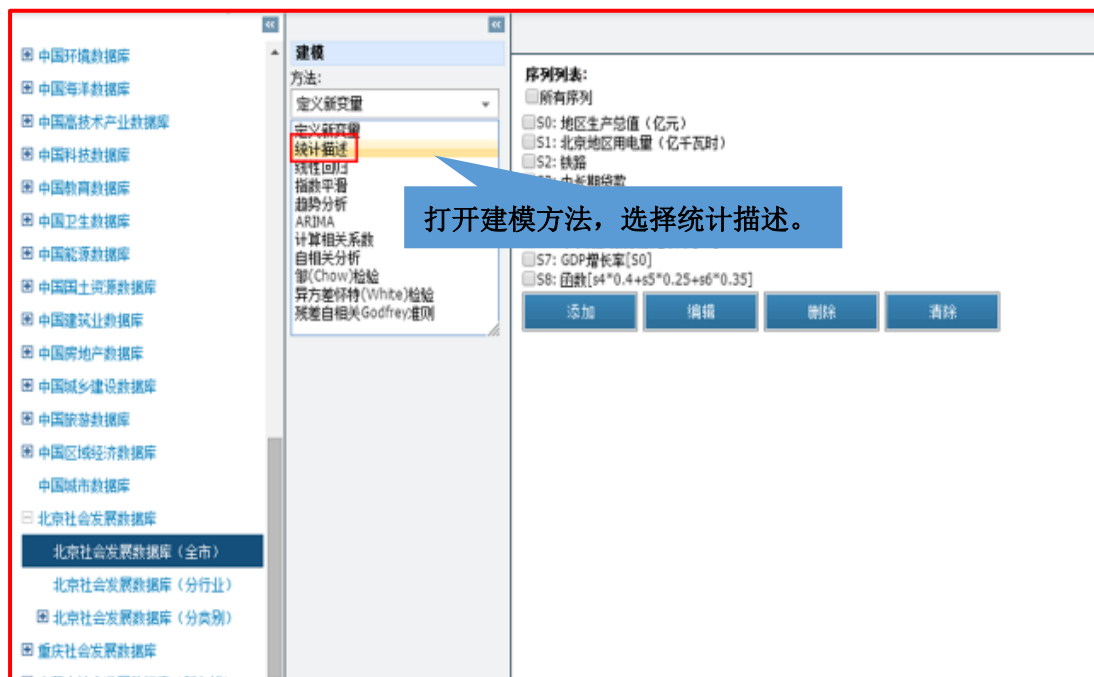 中国环境数据库
中国海洋数据库
中国高技术产业数据库
中国科技数据库
中国教育数据库
中国卫生数据库
中国能源数据库
中国国土资源数据库
中国建筑业数据库
中国房地产数据库
中国城乡建设数据库
中国旅游数据库
中国区域经济数据库
中国城市数据库
北京社会发展数据库
北京社会发展数据库（全市）
北京社会发展数据库（分行业）
北京社会发展数据库（分类别）
重庆社会发展数据库
建模
方法:
定义新变量
定义新变量
统计描述
线性回归
指数平滑
趋势分析
ARIMA
计算相关系数
自相关分析
邹(Chow)检验
异方差怀特(White)检验
残差自相关Godfrey准则
序列列表:
所有序列
S0: 地区生产总值（亿元）
S1: 北京地区用电量（亿千瓦时）
S2: 铁路
中长期贷款
打开建模方法，选择统计描述。
S7: GDP增长率[S0]
S8: 函数[s4*0.4+s5*0.25+s6*0.35]
添加
编辑
删除
清除